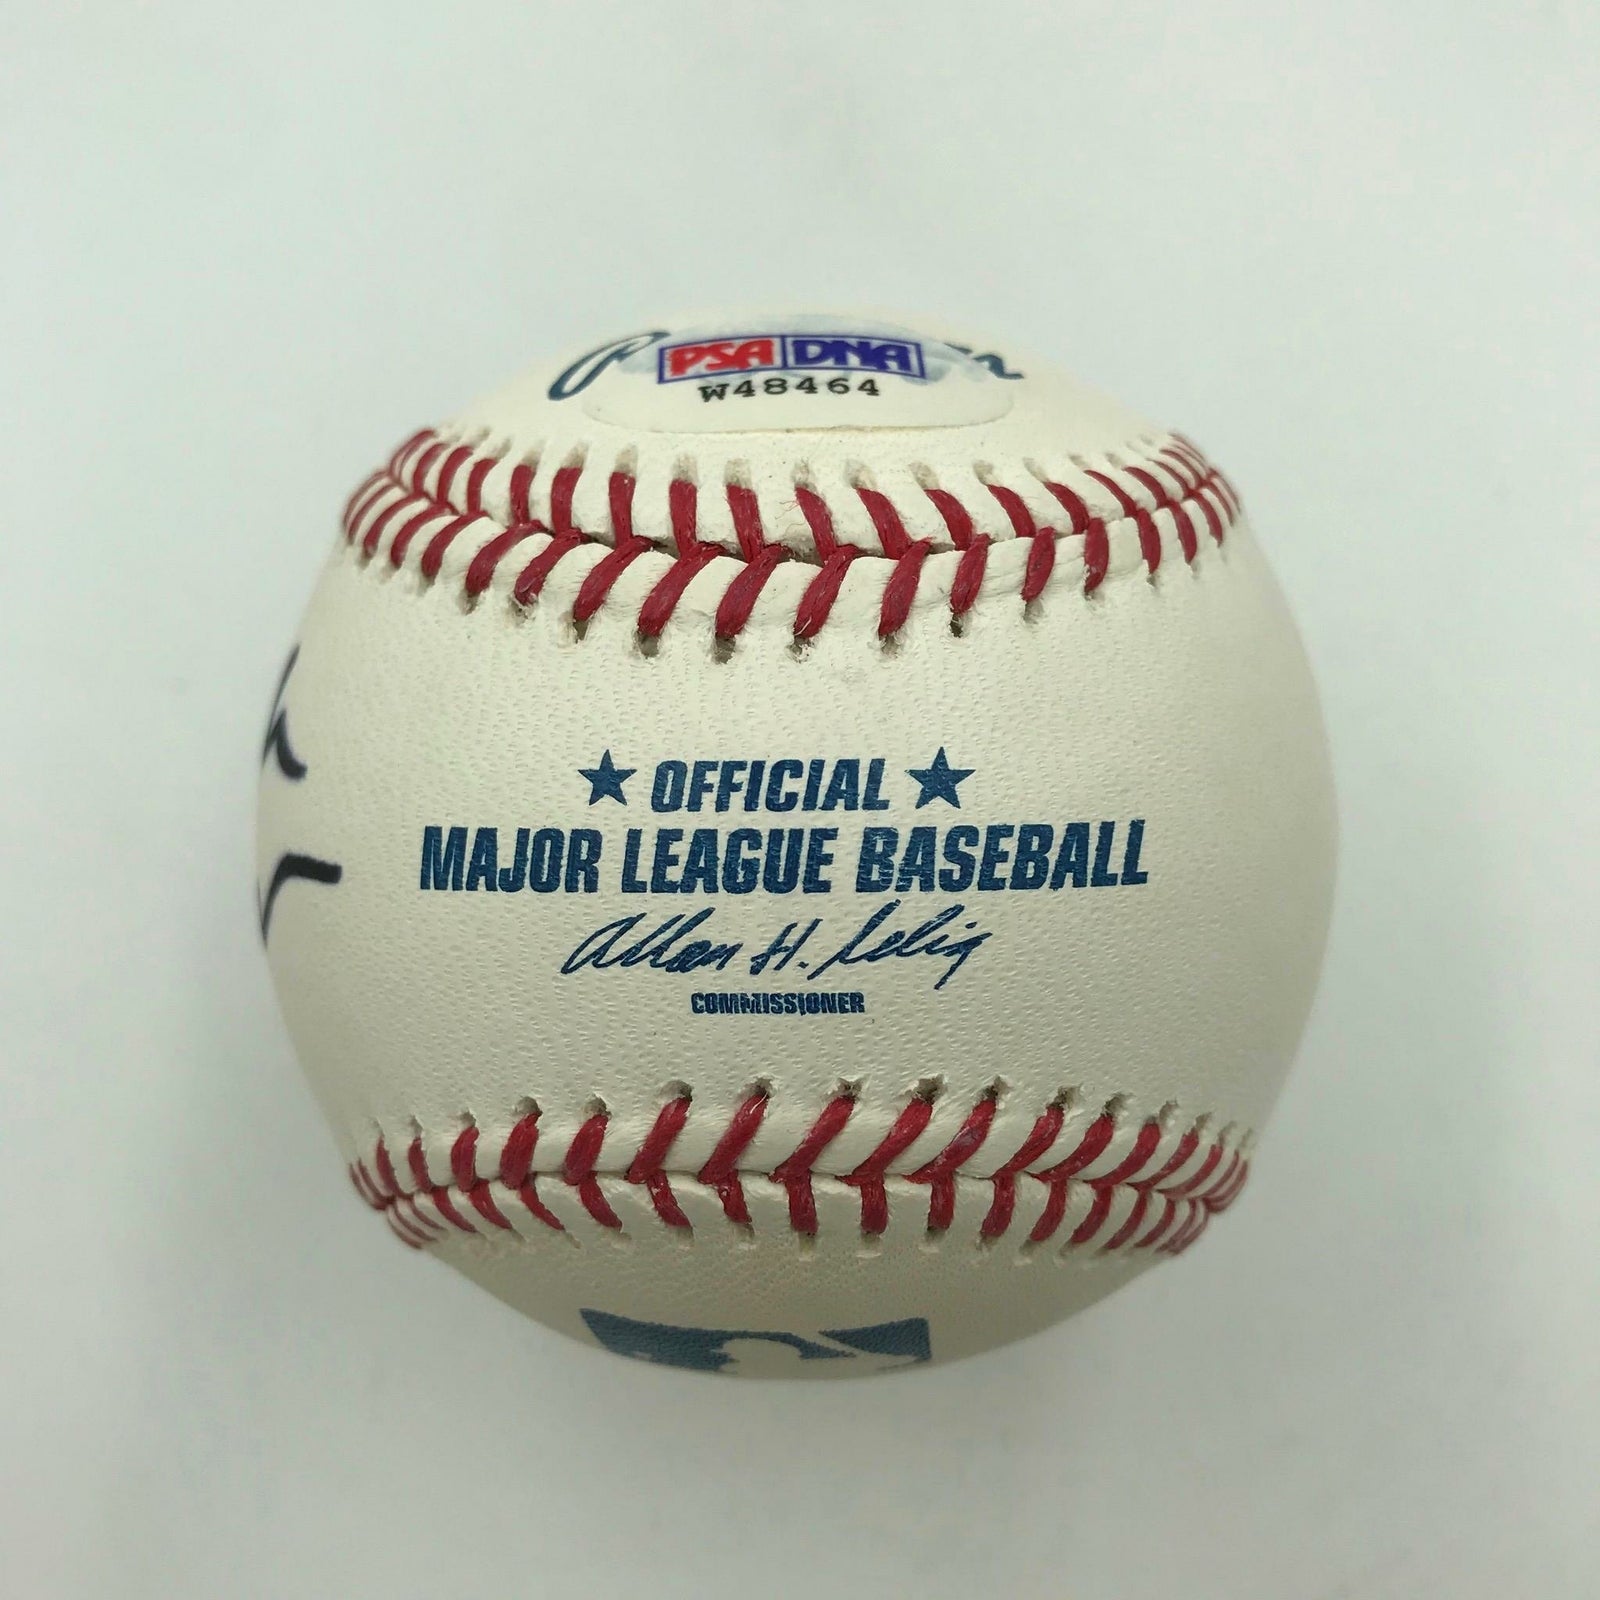 PSA DNA
W48464
★ OFFICIAL ★
MAJOR LEAGUE BASEBALL
Allan H. Selig
COMMISSIONER